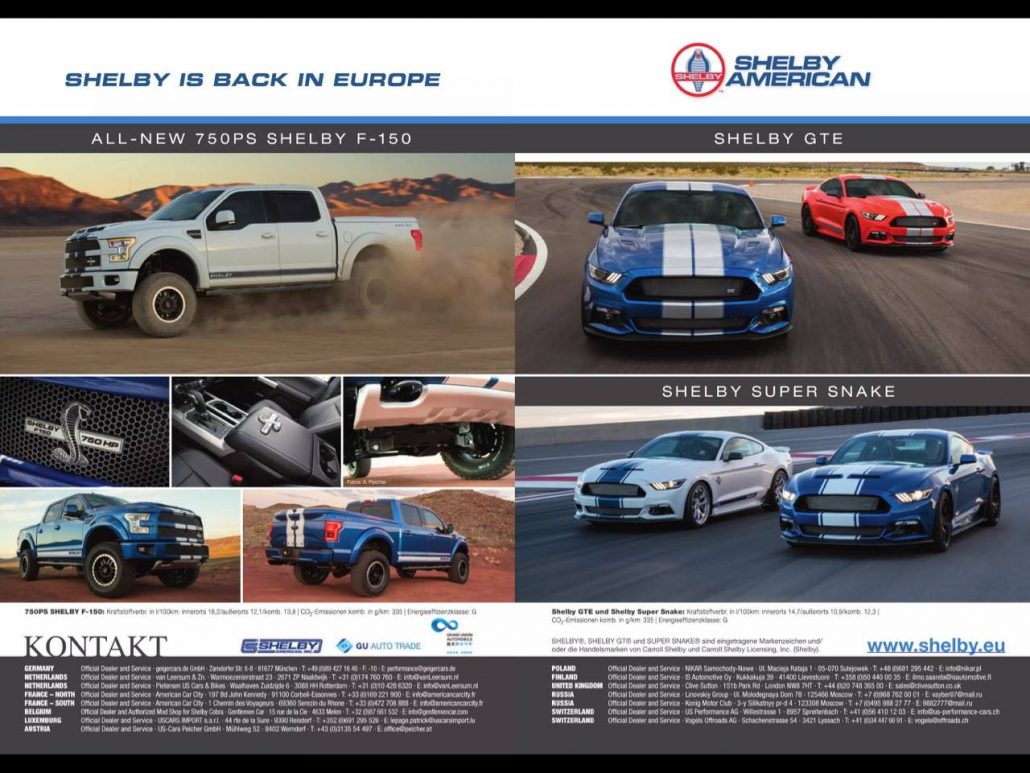 SHELBY IS BACK IN EUROPE
ALL-NEW 750PS SHELBY F-150
SHELBY
SHELBY
F150
750 HP
Fotos: A. Peicher
750PS SHELBY F-150: Kraftstoffverbr. in l/100km: innerorts 16,2/außerorts 12,1/komb. 13,6 | CO₂-Emissionen komb. in g/km: 335 | Energieeffizienzklasse: G
KONTAKT
SHELBY
AMERICAN, INC.
GU AUTO TRADE
GRAND UNION
AUTOMOBILE
GERMANY Official Dealer and Service · geigercars.de GmbH · Zamdorfer Str. 6-8 · 81677 München · T: +49 (0)89 427 16 40 · F: -10 · E: performance@geigercars.de
NETHERLANDS Official Dealer and Service · van Leersum & Zn. · Warmoezenierstraat 23 · 2671 ZP Naaldwijk · T: +31 (0)174 760 760 · E: info@vanLeersum.nl
NETHERLANDS Official Dealer and Service · Pietersen US Cars & Bikes · Waalhaven Zuidzijde 6 · 3088 HH Rotterdam · T: +31 (0)10 428 6320 · E: info@vanLeersum.nl
FRANCE – NORTH Official Dealer and Service · American Car City · 197 Bd John Kennedy · 91100 Corbeil-Essonnes · T: +33 (0)169 221 900 · E: info@americancarcity.fr
FRANCE – SOUTH Official Dealer and Service · American Car City · 1 Chemin des Voyageurs · 69360 Serezin du Rhone · T: +33 (0)472 708 888 · E: info@americancarcity.fr
BELGIUM Official Dealer and Authorized Mod Shop for Shelby Cobra · Gentlemen Car · 15 rue de la Cie · 4633 Melen · T: +32 (0)87 661 532 · E: info@gentlemencar.com
LUXEMBURG Official Dealer and Service · USCARS IMPORT s.a.r.l. · 44 rte de la Sure · 9390 Reisdorf · T: +352 (0)691 295 526 · E: lepage.patrick@uscarsimport.lu
AUSTRIA Official Dealer and Service · US-Cars Peicher GmbH · Mühlweg 52 · 8402 Werndorf · T: +43 (0)3135 54 497 · E: office@peicher.at
SHELBY
SHELBY
AMERICAN
SHELBY GTE
SHELBY SUPER SNAKE
Shelby GTE und Shelby Super Snake: Kraftstoffverbr. in l/100km: innerorts 14,7/außerorts 10,9/komb. 12,3 |
CO₂-Emissionen komb. in g/km: 335 | Energieeffizienzklasse: G
SHELBY®, SHELBY GT® und SUPER SNAKE® sind eingetragene Markenzeichen und/
oder die Handelsmarken von Carroll Shelby und Carroll Shelby Licensing, Inc. (Shelby).
www.shelby.eu
POLAND Official Dealer and Service · NIKAR Samochody-Nowe · Ul. Macieja Rataja 1 · 05-070 Sulejowek · T: +48 (0)601 295 442 · E: info@nikar.pl
FINLAND Official Dealer and Service · IS Automotive Oy · Kukkakuja 39 · 41400 Lievestuore · T: +358 (0)50 440 00 35 · E: ilmo.saarela@isautomotive.fi
UNITED KINGDOM Official Dealer and Service · Clive Sutton · 151b Park Rd · London NW8 7HT · T: +44 (0)20 748 365 00 · E: sales@clivesutton.co.uk
RUSSIA Official Dealer and Service · Linevskiy Group · Ul. Mologdeya Dom 76 · 125466 Moscow · T: +7 (0)968 762 00 01 · E: vayber07@mail.ru
RUSSIA Official Dealer and Service · Konig Motor Club · 3-y Silikatnyy pr-d 4 · 123308 Moscow · T: +7 (0)495 988 27 77 · E: 9882777@mail.ru
SWITZERLAND Official Dealer and Service · US Performance AG · Willestrasse 1 · 8957 Spreitenbach · T: +41 (0)56 410 12 03 · E: info@us-performance-cars.ch
SWITZERLAND Official Dealer and Service · Vogels Offroads AG · Schachenstrasse 54 · 3421 Lyssach · T: +41 (0)34 447 90 01 · E: vogele@offroads.ch